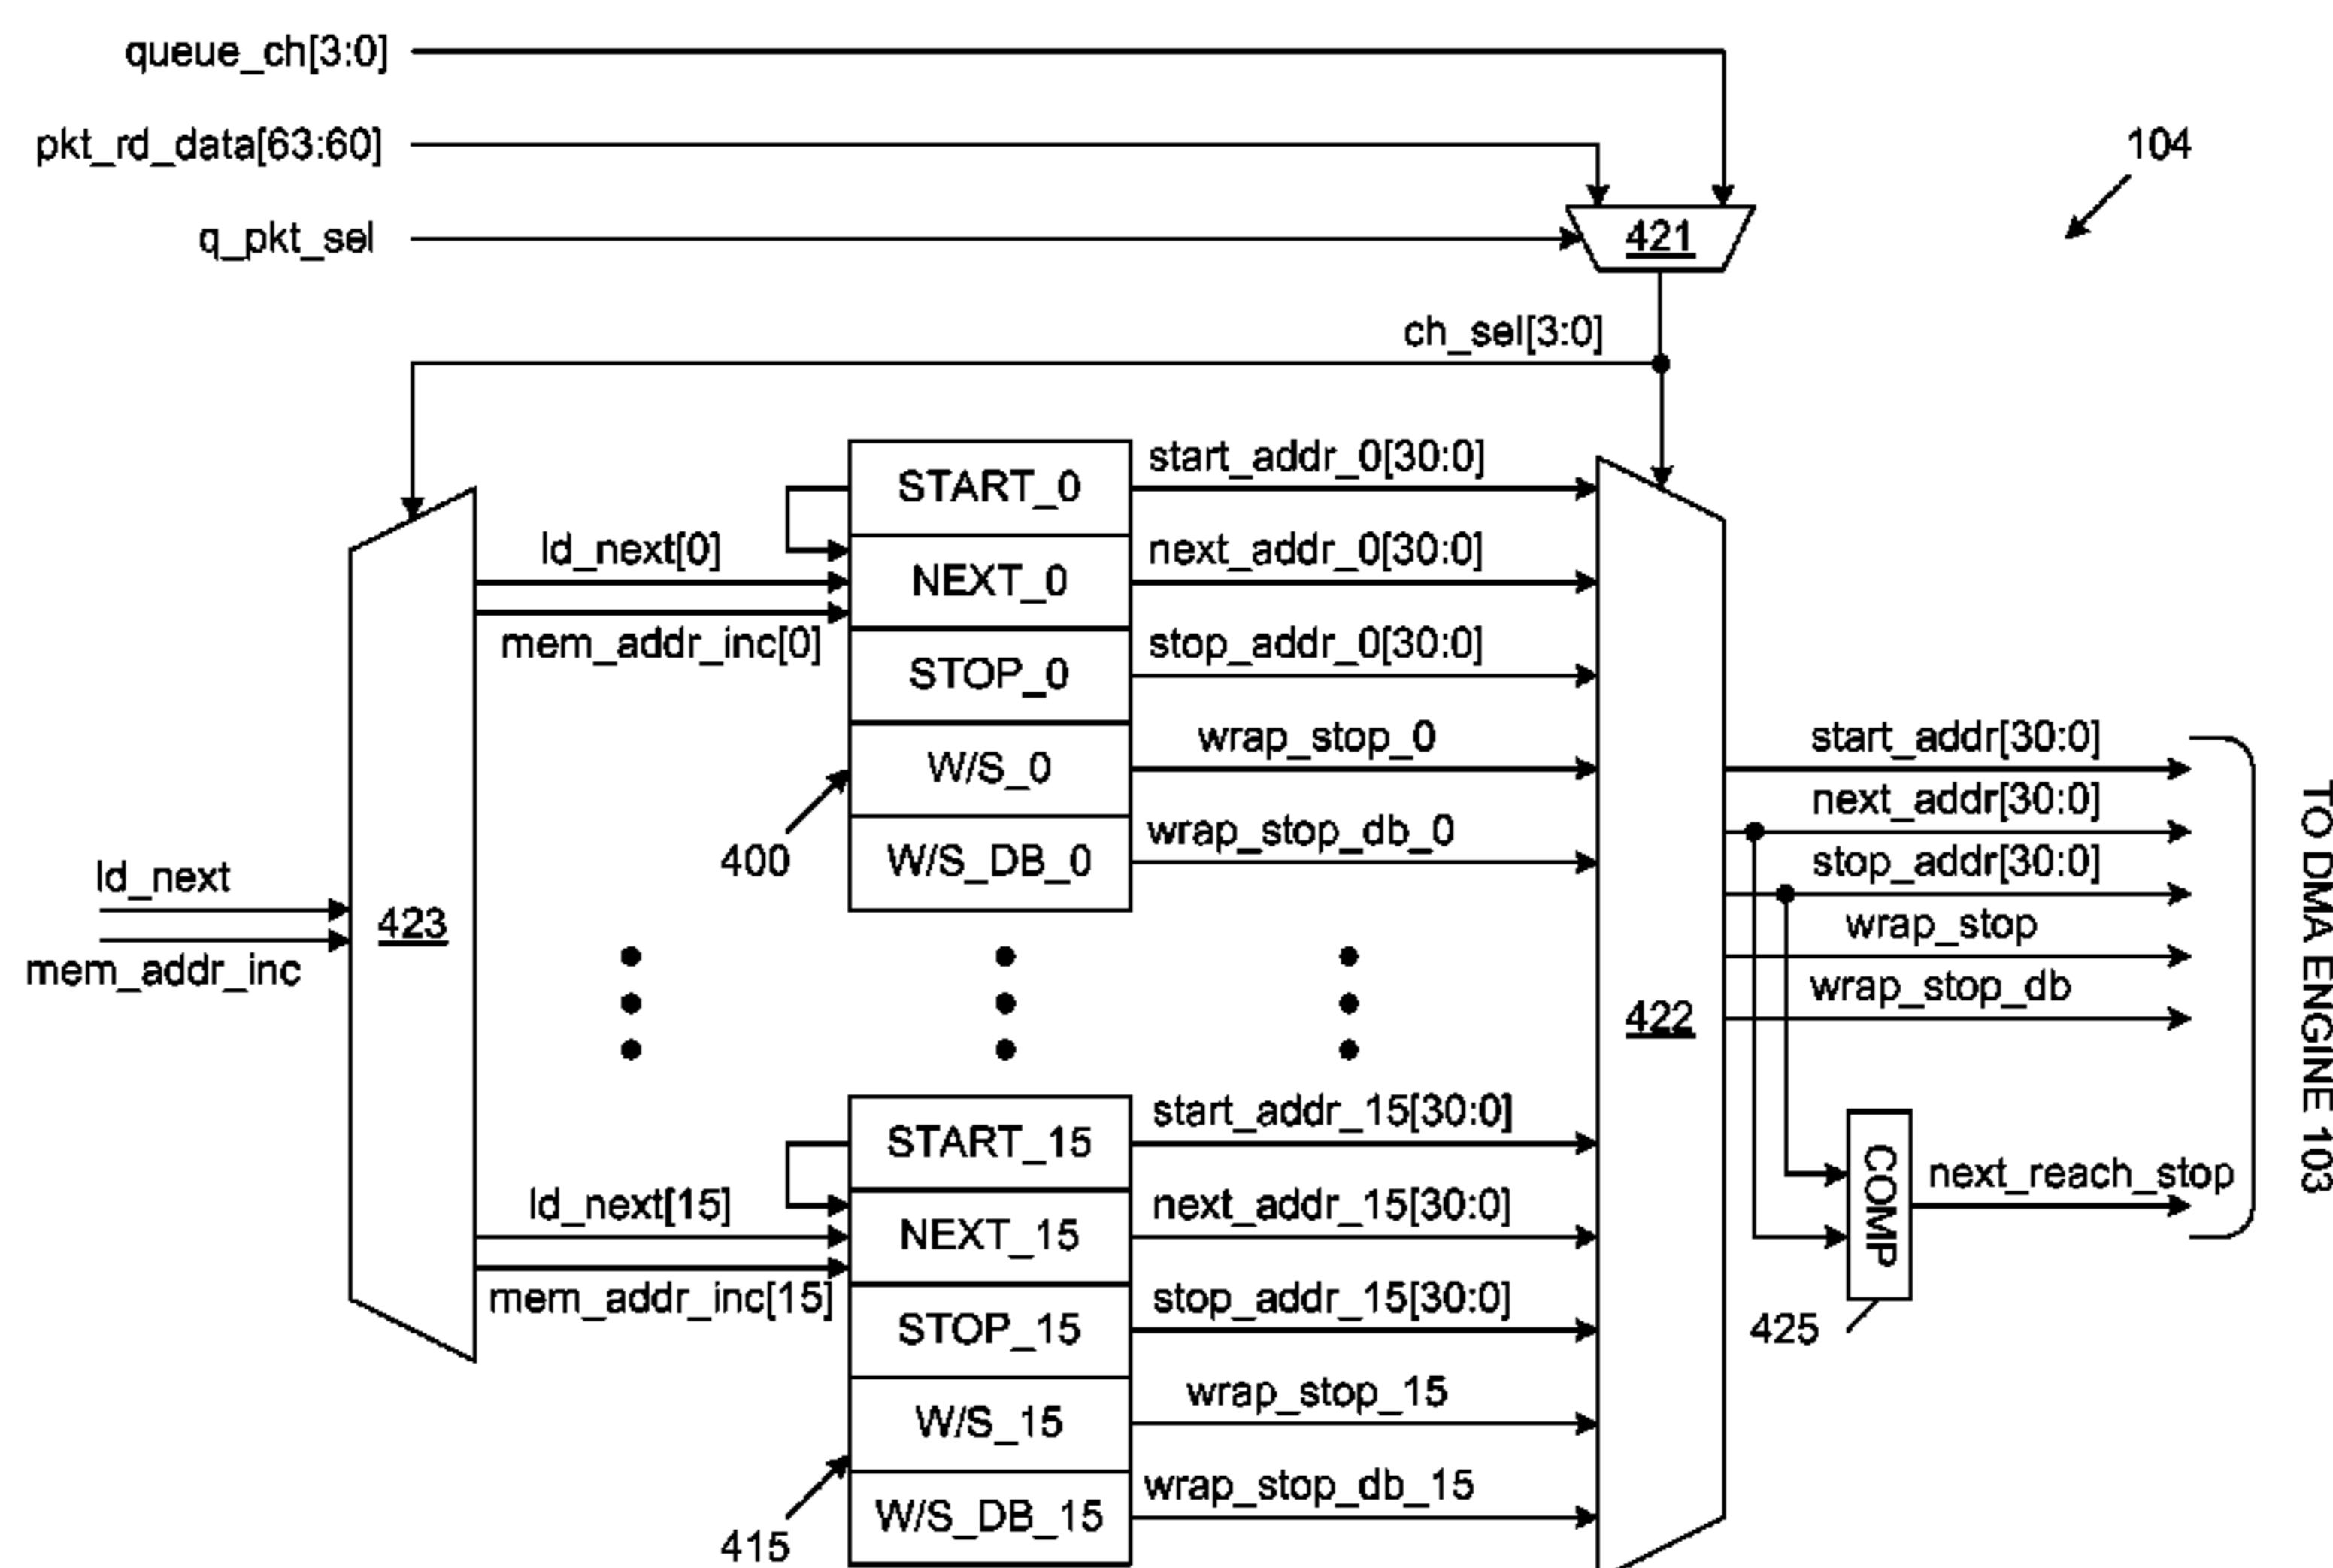 queue_ch[3:0]
pkt_rd_data[63:60]
104
q_pkt_sel
421
ch_sel[3:0]
START_0
start_addr_0[30:0]
ld_next[0]
NEXT_0
next_addr_0[30:0]
mem_addr_inc[0]
STOP_0
stop_addr_0[30:0]
W/S_0
wrap_stop_0
400
W/S_DB_0
wrap_stop_db_0
ld_next
mem_addr_inc
423
422
start_addr[30:0]
next_addr[30:0]
stop_addr[30:0]
wrap_stop
wrap_stop_db
TO DMA ENGINE 103
START_15
start_addr_15[30:0]
ld_next[15]
NEXT_15
next_addr_15[30:0]
mem_addr_inc[15]
STOP_15
stop_addr_15[30:0]
W/S_15
wrap_stop_15
415
W/S_DB_15
wrap_stop_db_15
COMP
next_reach_stop
425